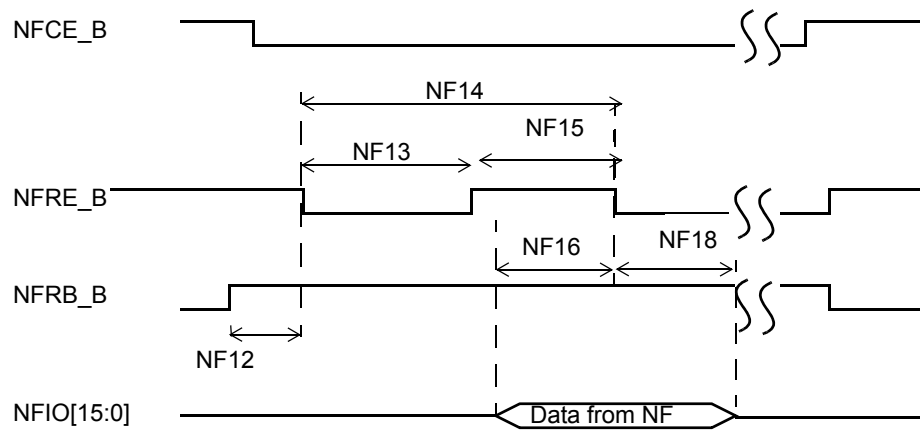 NFCE_B
NF14
NF15
NF13
NFRE_B
NF16
NF18
NFRB_B
NF12
NFIO[15:0]
Data from NF